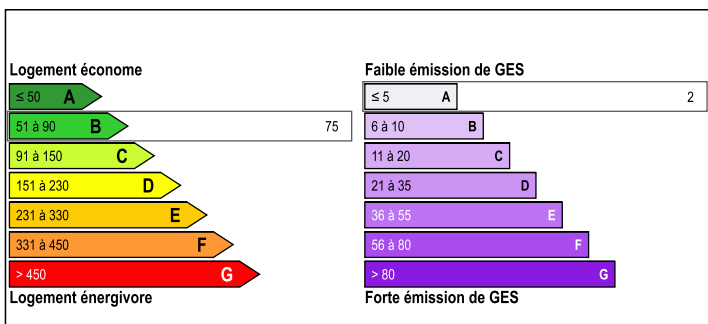 Logement économe
≤ 50 A
51 à 90 B 75
91 à 150 C
151 à 230 D
231 à 330 E
331 à 450 F
> 450 G
Logement énergivore
Faible émission de GES
≤ 5 A 2
6 à 10 B
11 à 20 C
21 à 35 D
36 à 55 E
56 à 80 F
> 80 G
Forte émission de GES